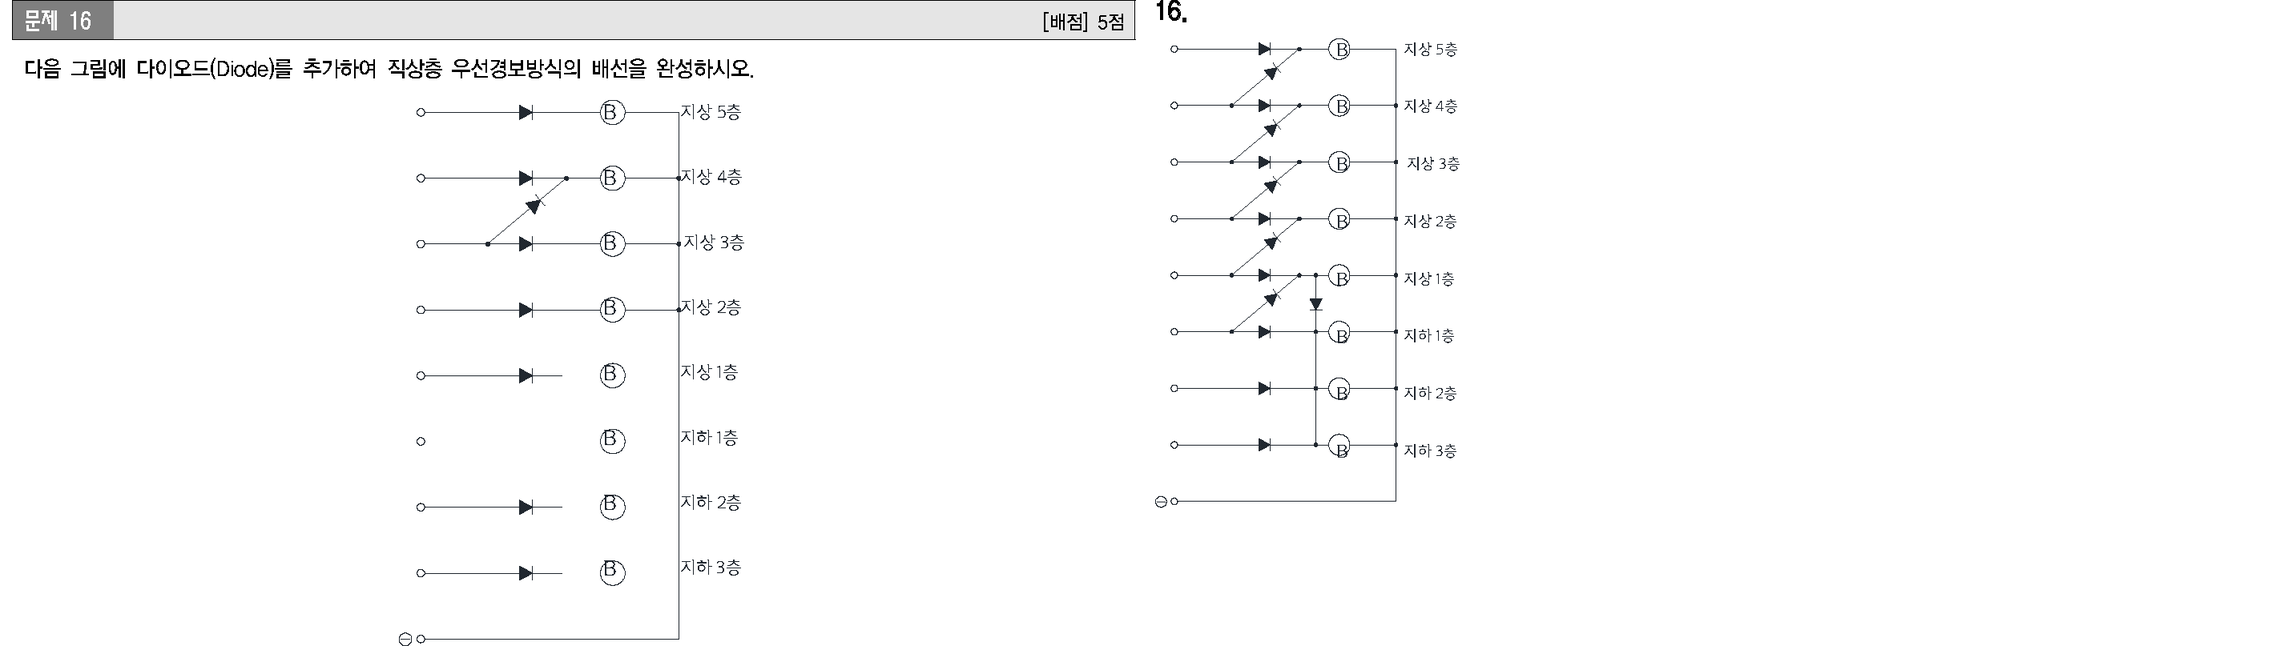 문제 16
[배점] 5점
다음 그림에 다이오드(Diode)를 추가하여 직상층 우선경보방식의 배선을 완성하시오.
B 지상 5층
B 지상 4층
B 지상 3층
B 지상 2층
B 지상 1층
B 지하 1층
B 지하 2층
B 지하 3층
⊖
16.
B 지상 5층
B 지상 4층
B 지상 3층
B 지상 2층
B 지상 1층
B 지하 1층
B 지하 2층
B 지하 3층
⊖